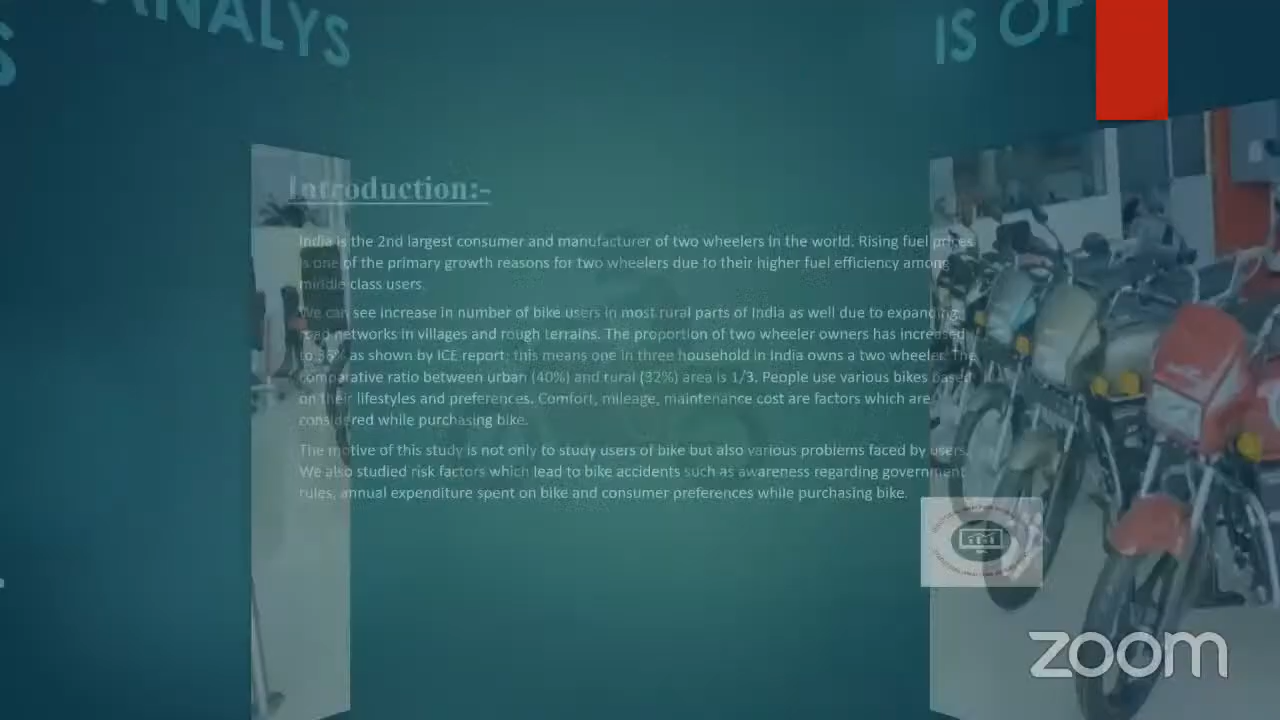 ANALYS
IS OF
Introduction:-
India is the 2nd largest consumer and manufacturer of two wheelers in the world. Rising fuel prices
is one of the primary growth reasons for two wheelers due to their higher fuel efficiency among
middle class users.
We can see increase in number of bike users in most rural parts of India as well due to expanding
road networks in villages and rough terrains. The proportion of two wheeler owners has increased
to 36% as shown by ICE report; this means one in three household in India owns a two wheeler. The
comparative ratio between urban (40%) and rural (32%) area is 1/3. People use various bikes based
on their lifestyles and preferences. Comfort, mileage, maintenance cost are factors which are
considered while purchasing bike.
The motive of this study is not only to study users of bike but also various problems faced by users.
We also studied risk factors which lead to bike accidents such as awareness regarding government
rules, annual expenditure spent on bike and consumer preferences while purchasing bike.
zoom